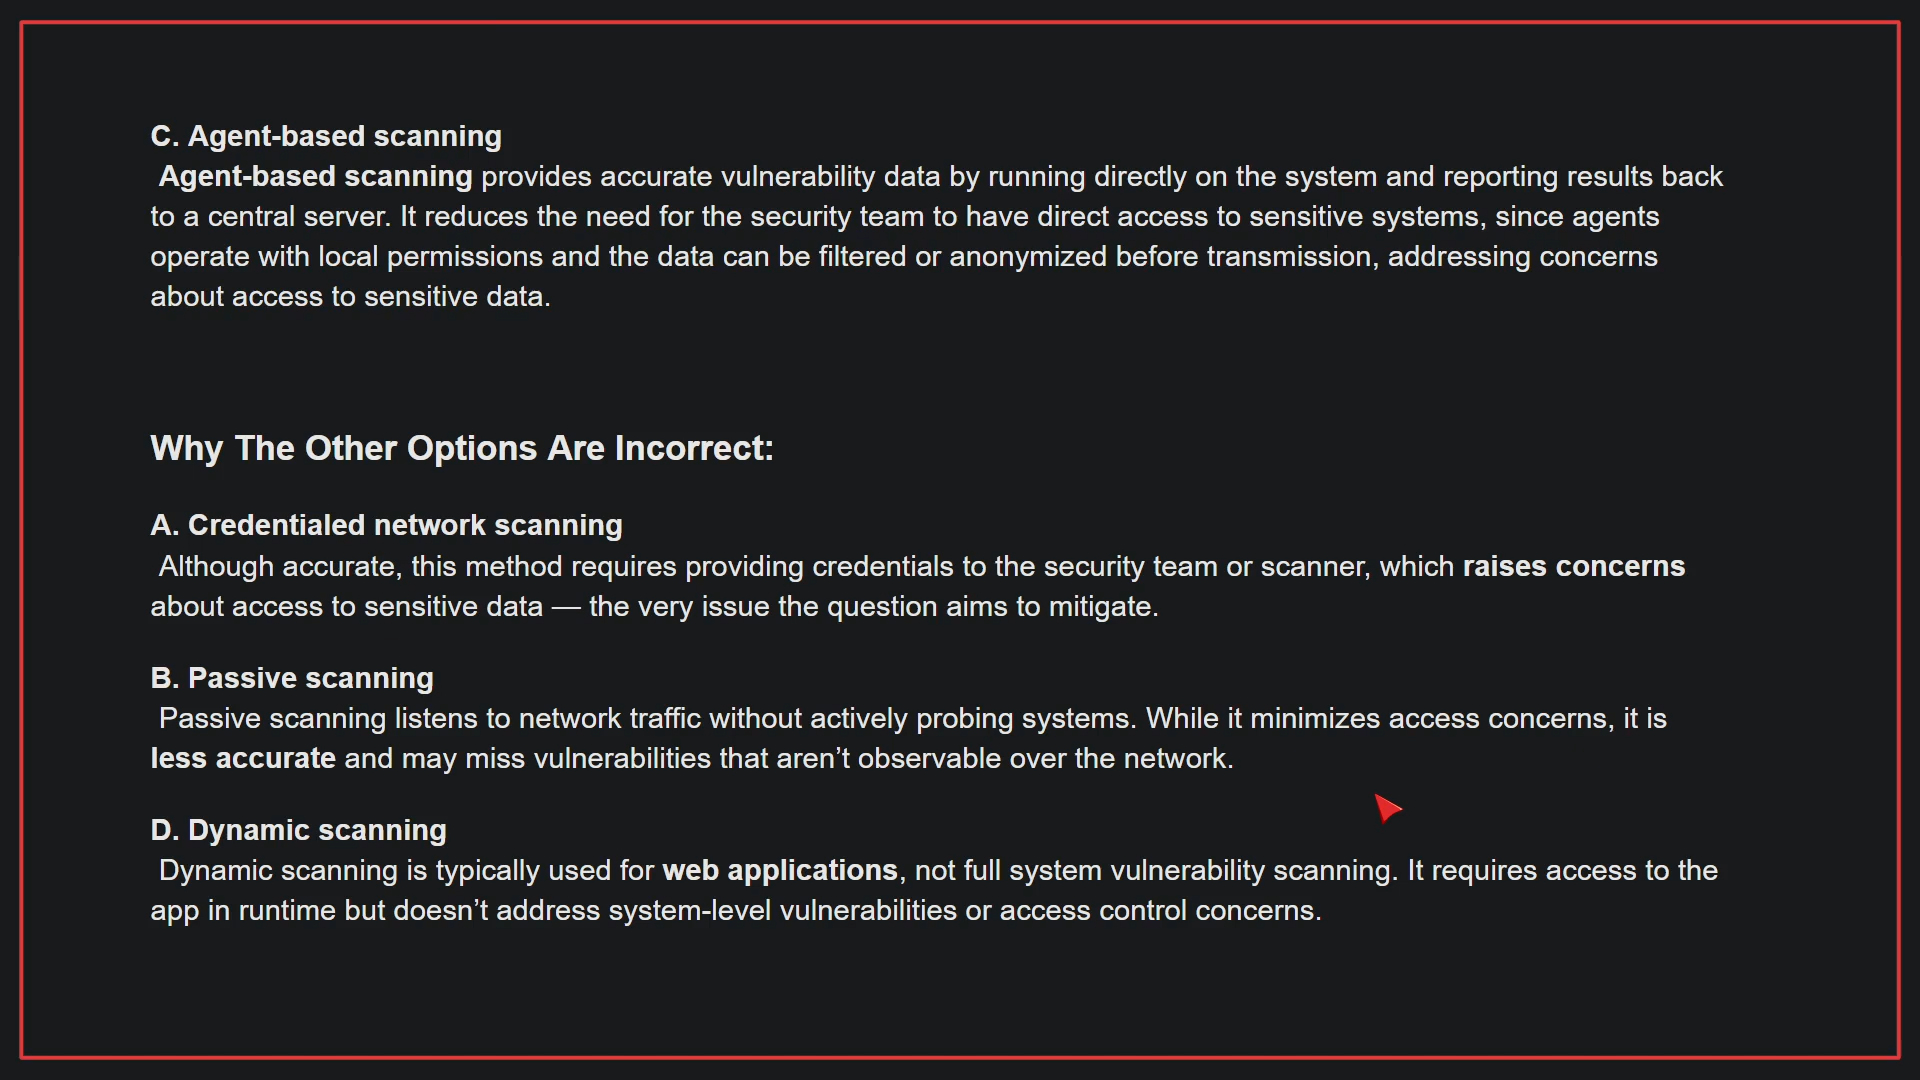 C. Agent-based scanning
Agent-based scanning provides accurate vulnerability data by running directly on the system and reporting results back
to a central server. It reduces the need for the security team to have direct access to sensitive systems, since agents
operate with local permissions and the data can be filtered or anonymized before transmission, addressing concerns
about access to sensitive data.
Why The Other Options Are Incorrect:
A. Credentialed network scanning
Although accurate, this method requires providing credentials to the security team or scanner, which raises concerns
about access to sensitive data — the very issue the question aims to mitigate.
B. Passive scanning
Passive scanning listens to network traffic without actively probing systems. While it minimizes access concerns, it is
less accurate and may miss vulnerabilities that aren’t observable over the network.
D. Dynamic scanning
Dynamic scanning is typically used for web applications, not full system vulnerability scanning. It requires access to the
app in runtime but doesn’t address system-level vulnerabilities or access control concerns.